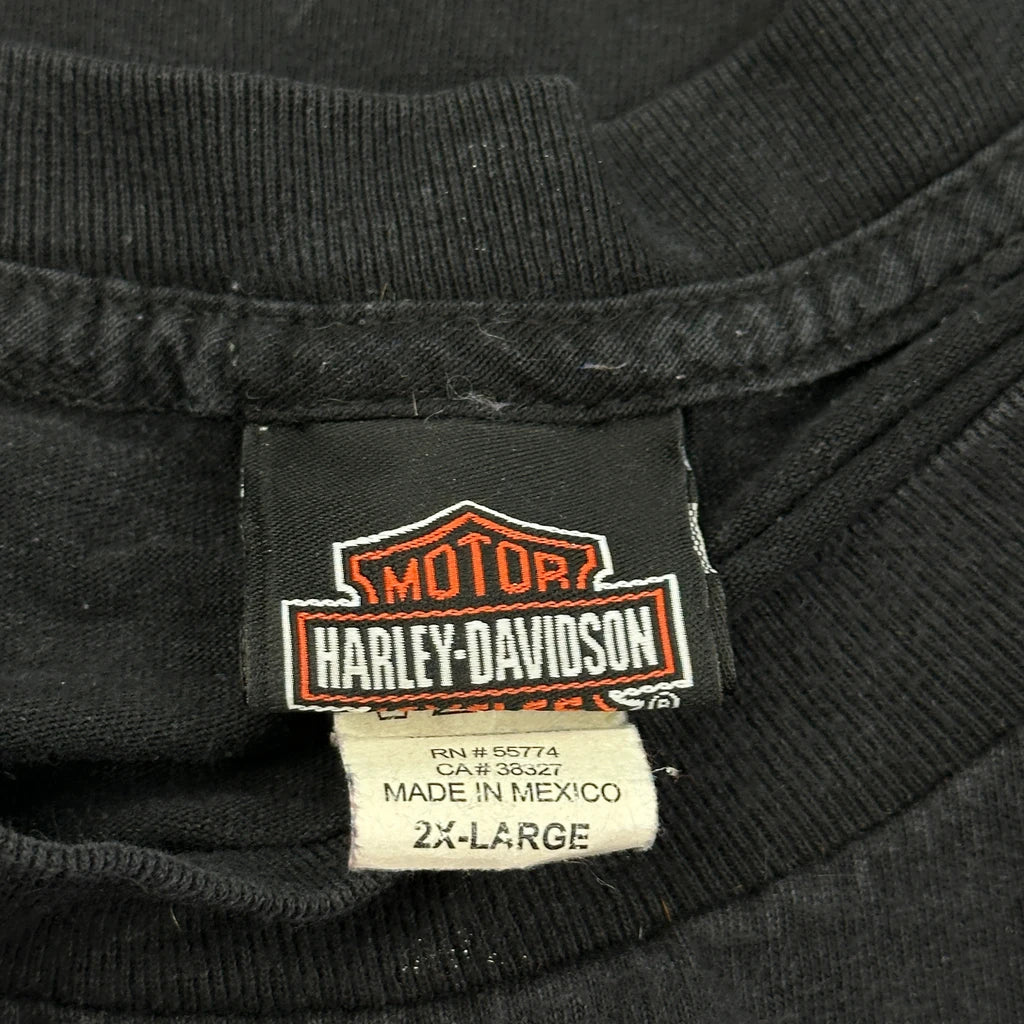 MOTOR
HARLEY-DAVIDSON
®
RN # 55774
CA # 38327
MADE IN MEXICO
2X-LARGE